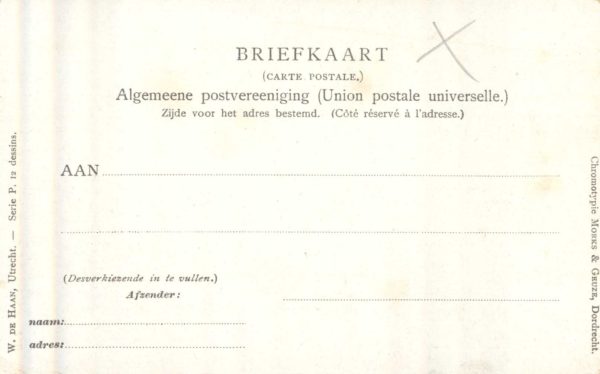 BRIEFKAART
(CARTE POSTALE.)
Algemeene postvereeniging (Union postale universelle.)
Zijde voor het adres bestemd. (Côté réservé à l'adresse.)
AAN
(Desverkiezende in te vullen.)
Afzender:
naam:
adres:
W. DE HAAN, Utrecht. — Serie P. 12 dessins.
Chromotypie MORKS & GEUZE, Dordrecht.